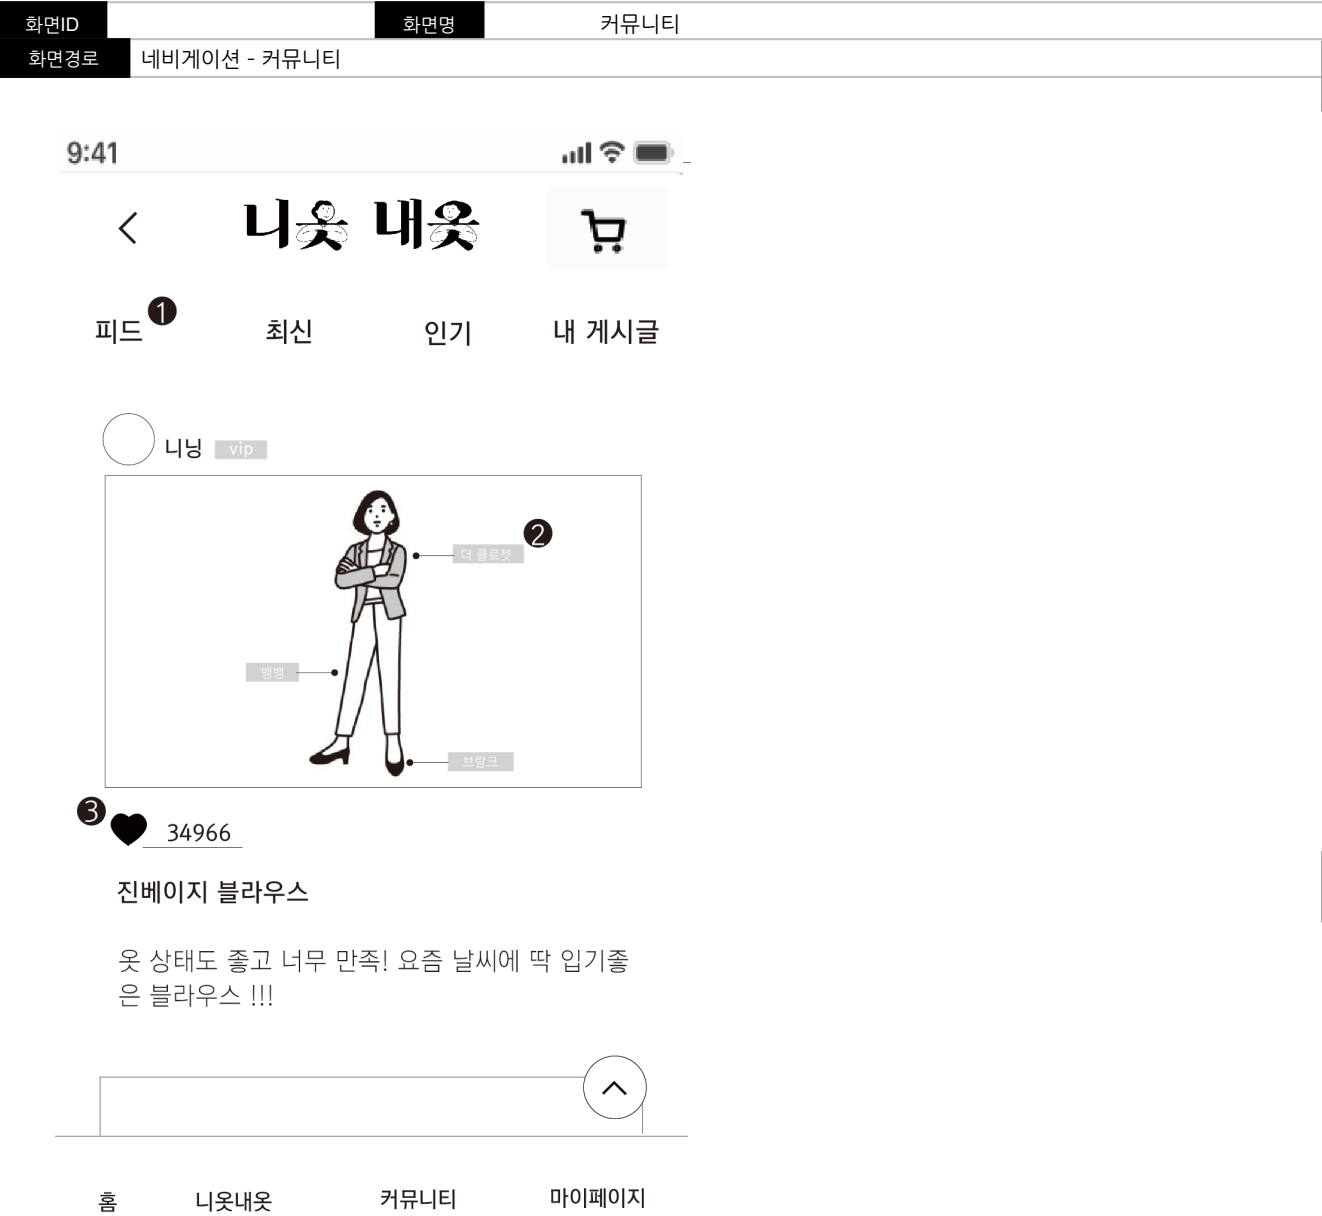 화면ID
화면명
커뮤니티
화면경로
네비게이션 - 커뮤니티
9:41
니옷 내옷
피드 1
최신
인기
내 게시글
니닝
vip
2
더 클로젯
뱅뱅
브랑크
3
34966
진베이지 블라우스
옷 상태도 좋고 너무 만족! 요즘 날씨에 딱 입기좋
은 블라우스 !!!
홈
니옷내옷
커뮤니티
마이페이지